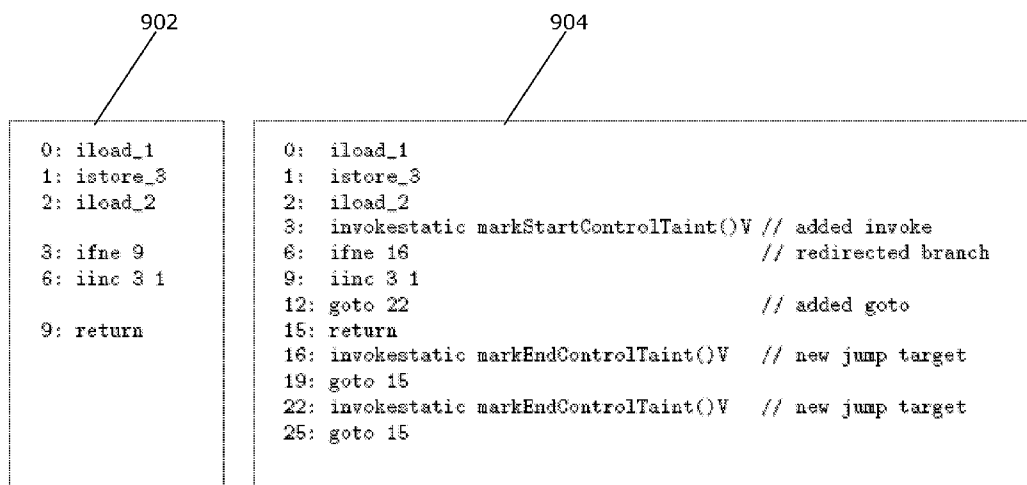 902
904
0: iload_1
1: istore_3
2: iload_2
3: ifne 9
6: iinc 3 1
9: return
0: iload_1
1: istore_3
2: iload_2
3: invokestatic markStartControlTaint()V // added invoke
6: ifne 16 // redirected branch
9: iinc 3 1
12: goto 22 // added goto
15: return
16: invokestatic markEndControlTaint()V // new jump target
19: goto 15
22: invokestatic markEndControlTaint()V // new jump target
25: goto 15